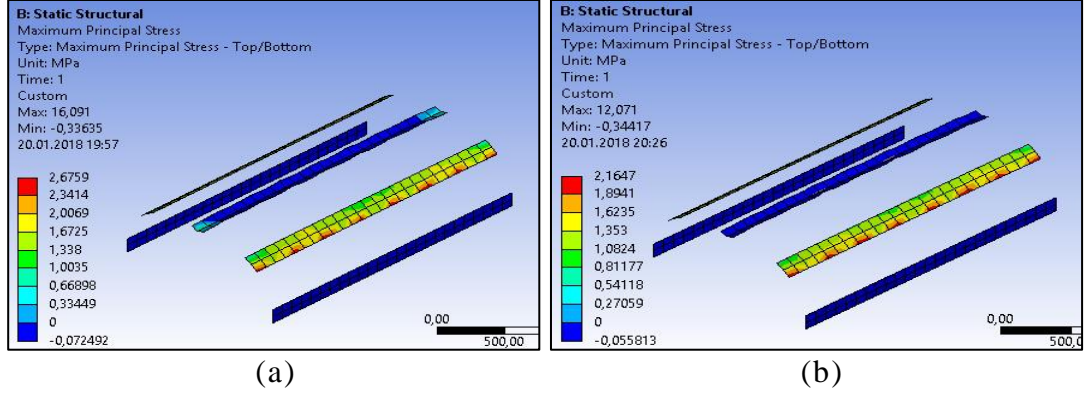 B: Static Structural
Maximum Principal Stress
Type: Maximum Principal Stress - Top/Bottom
Unit: MPa
Time: 1
Custom
Max: 16,091
Min: -0,33635
20.01.2018 19:57
2,6759
2,3414
2,0069
1,6725
1,338
1,0035
0,66898
0,33449
0
-0,072492
0,00
500,00
(a)
B: Static Structural
Maximum Principal Stress
Type: Maximum Principal Stress - Top/Bottom
Unit: MPa
Time: 1
Custom
Max: 12,071
Min: -0,34417
20.01.2018 20:26
2,1647
1,8941
1,6235
1,353
1,0824
0,81177
0,54118
0,27059
0
-0,055813
0,00
500,0
(b)